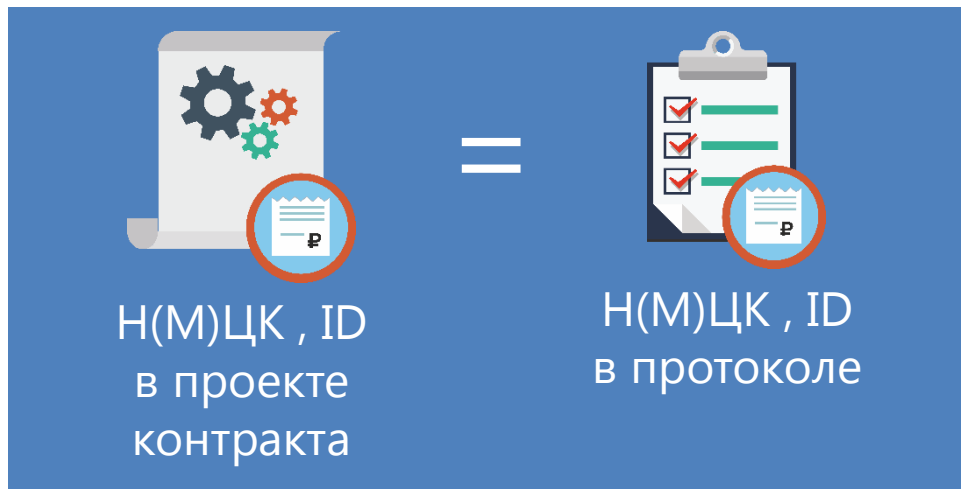 Н(М)ЦК , ID
в проекте
контракта
=
Н(М)ЦК , ID
в протоколе
₽
₽